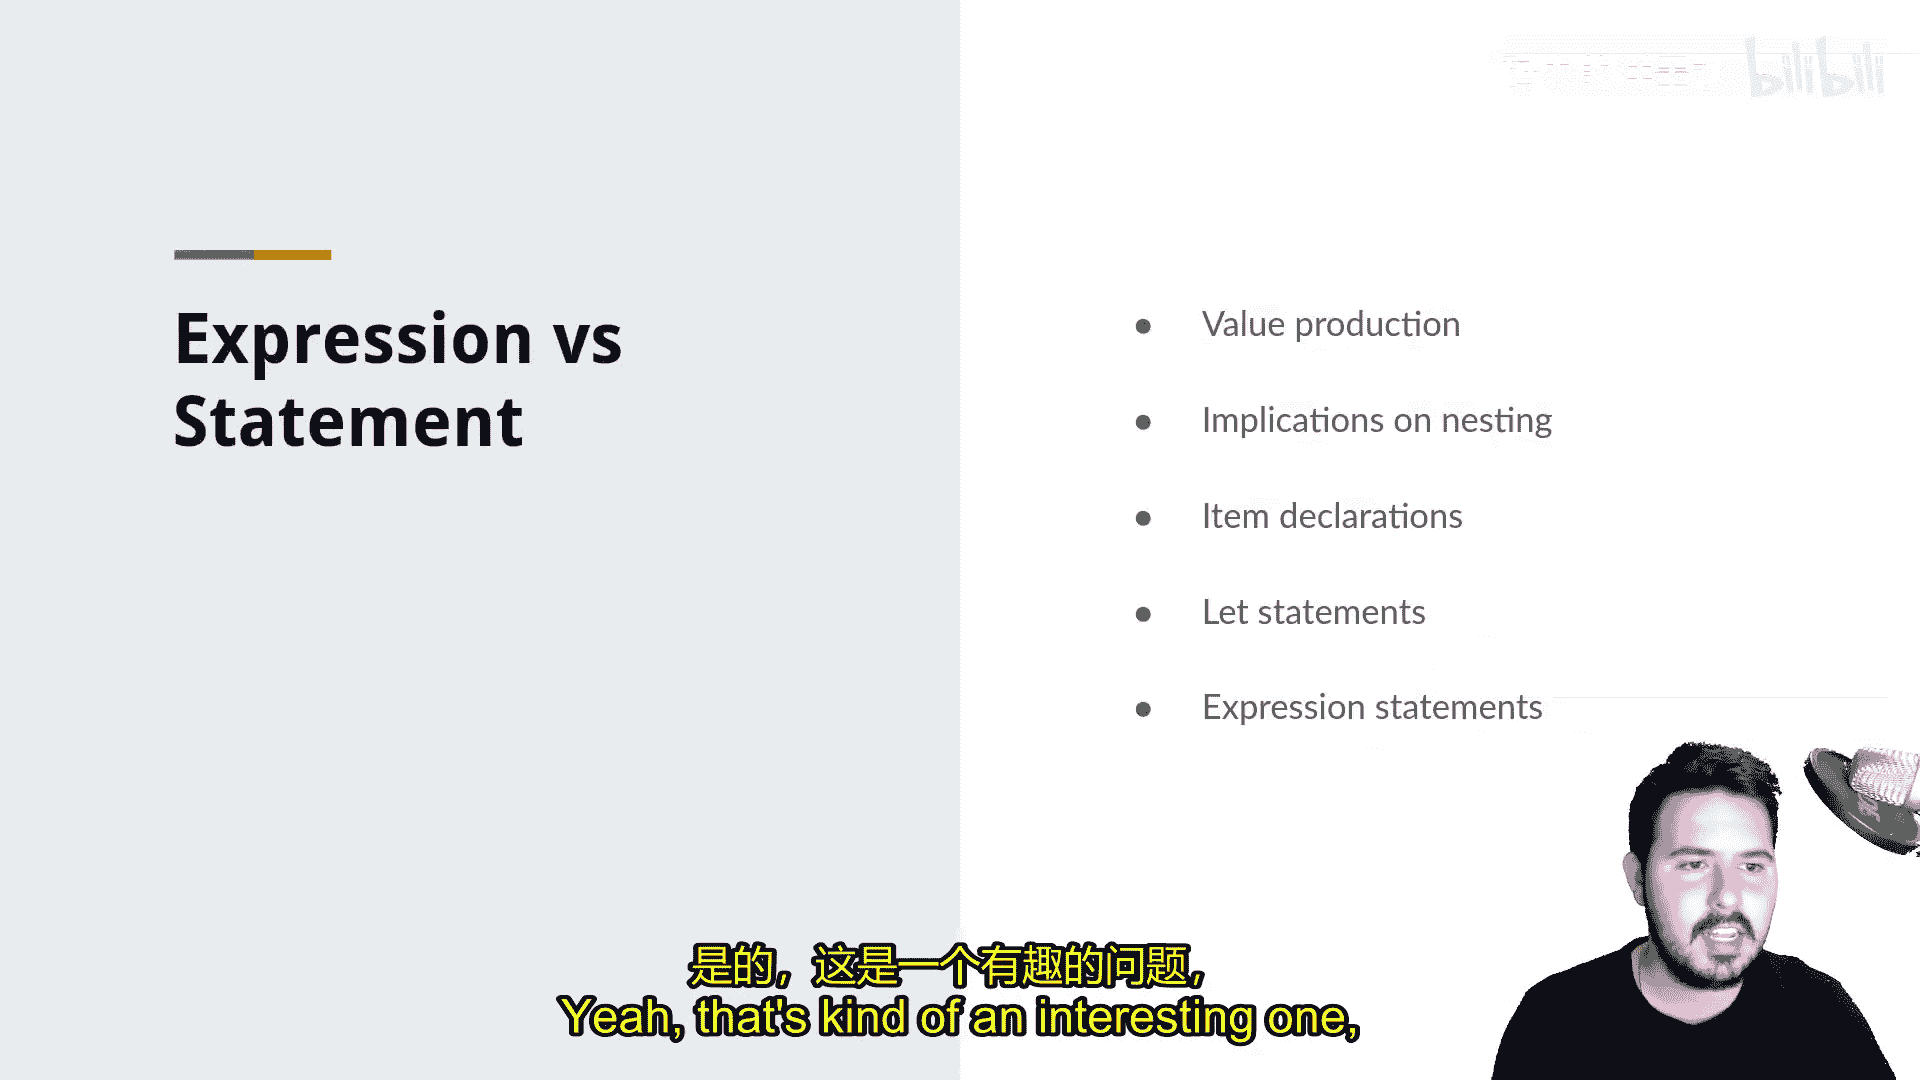 bilibili
Expression vs
Statement
● Value production
● Implications on nesting
● Item declarations
● Let statements
● Expression statements
是的，这是一个有趣的问题，
Yeah, that's kind of an interesting one,